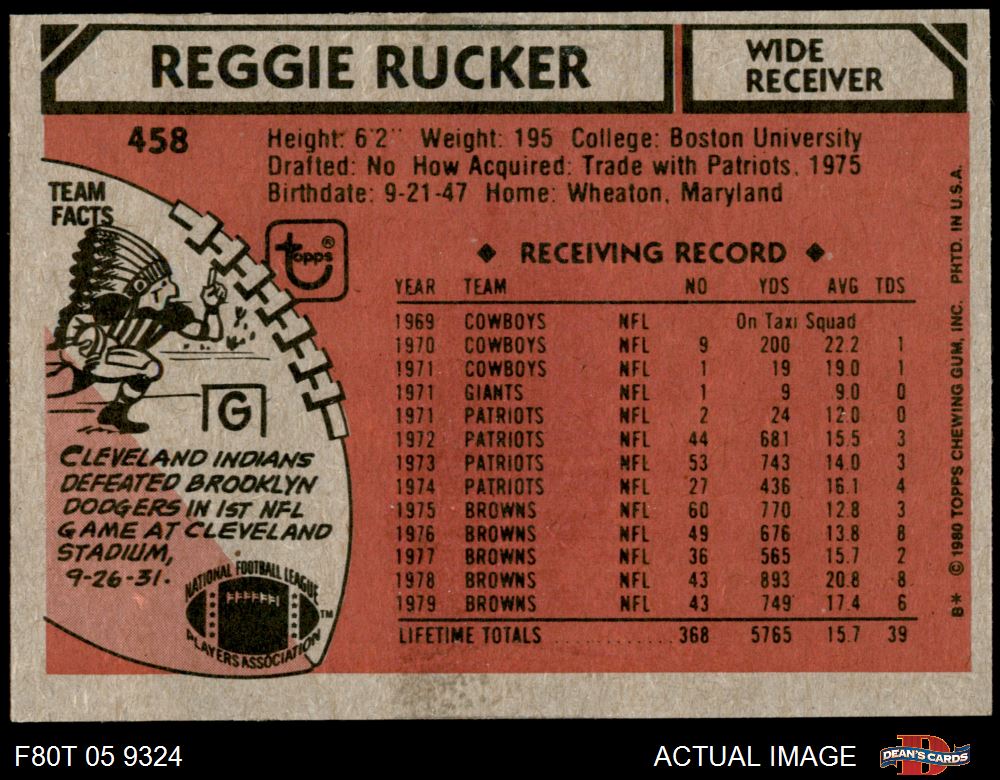 REGGIE RUCKER
WIDE
RECEIVER
458
Height: 6'2" Weight: 195 College: Boston University
Drafted: No How Acquired: Trade with Patriots, 1975
Birthdate: 9-21-47 Home: Wheaton, Maryland
TEAM
FACTS
topps®
◆ RECEIVING RECORD ◆
YEAR TEAM NO YDS AVG TDS
1969 COWBOYS NFL On Taxi Squad
1970 COWBOYS NFL 9 200 22.2 1
1971 COWBOYS NFL 1 19 19.0 1
1971 GIANTS NFL 1 9 9.0 0
1971 PATRIOTS NFL 2 24 12.0 0
1972 PATRIOTS NFL 44 681 15.5 3
1973 PATRIOTS NFL 53 743 14.0 3
1974 PATRIOTS NFL 27 436 16.1 4
1975 BROWNS NFL 60 770 12.8 3
1976 BROWNS NFL 49 676 13.8 8
1977 BROWNS NFL 36 565 15.7 2
1978 BROWNS NFL 43 893 20.8 8
1979 BROWNS NFL 43 749 17.4 6
LIFETIME TOTALS ............ 368 5765 15.7 39
G
CLEVELAND INDIANS
DEFEATED BROOKLYN
DODGERS IN 1ST NFL
GAME AT CLEVELAND
STADIUM,
9-26-31.
NATIONAL FOOTBALL LEAGUE
PLAYERS ASSOCIATION
TM
B* © 1980 TOPPS CHEWING GUM, INC. PRTD. IN U.S.A.
F80T 05 9324
ACTUAL IMAGE
DEAN'S CARDS